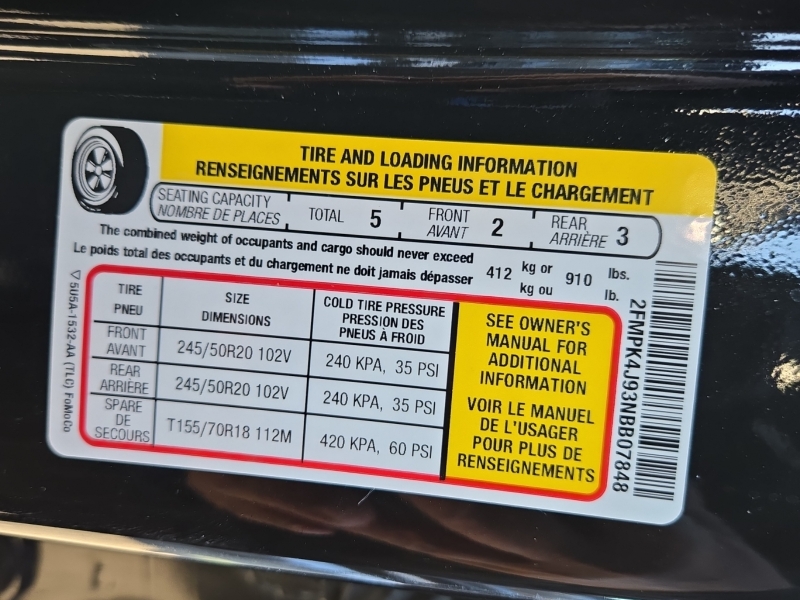 TIRE AND LOADING INFORMATION
RENSEIGNEMENTS SUR LES PNEUS ET LE CHARGEMENT
SEATING CAPACITY
NOMBRE DE PLACES
TOTAL 5
FRONT
AVANT
2
REAR
ARRIÈRE
3
The combined weight of occupants and cargo should never exceed
Le poids total des occupants et du chargement ne doit jamais dépasser
412 kg or 910 lbs.
kg ou lb.
TIRE
PNEU
SIZE
DIMENSIONS
COLD TIRE PRESSURE
PRESSION DES
PNEUS À FROID
FRONT
AVANT
245/50R20 102V
240 KPA, 35 PSI
REAR
ARRIÈRE
245/50R20 102V
240 KPA, 35 PSI
SPARE
DE
SECOURS
T155/70R18 112M
420 KPA, 60 PSI
SEE OWNER'S
MANUAL FOR
ADDITIONAL
INFORMATION
VOIR LE MANUEL
DE L'USAGER
POUR PLUS DE
RENSEIGNEMENTS
▽ 5U5A-1532-AA (TLC) FoMoCo
2FMPK4J93NBB07848